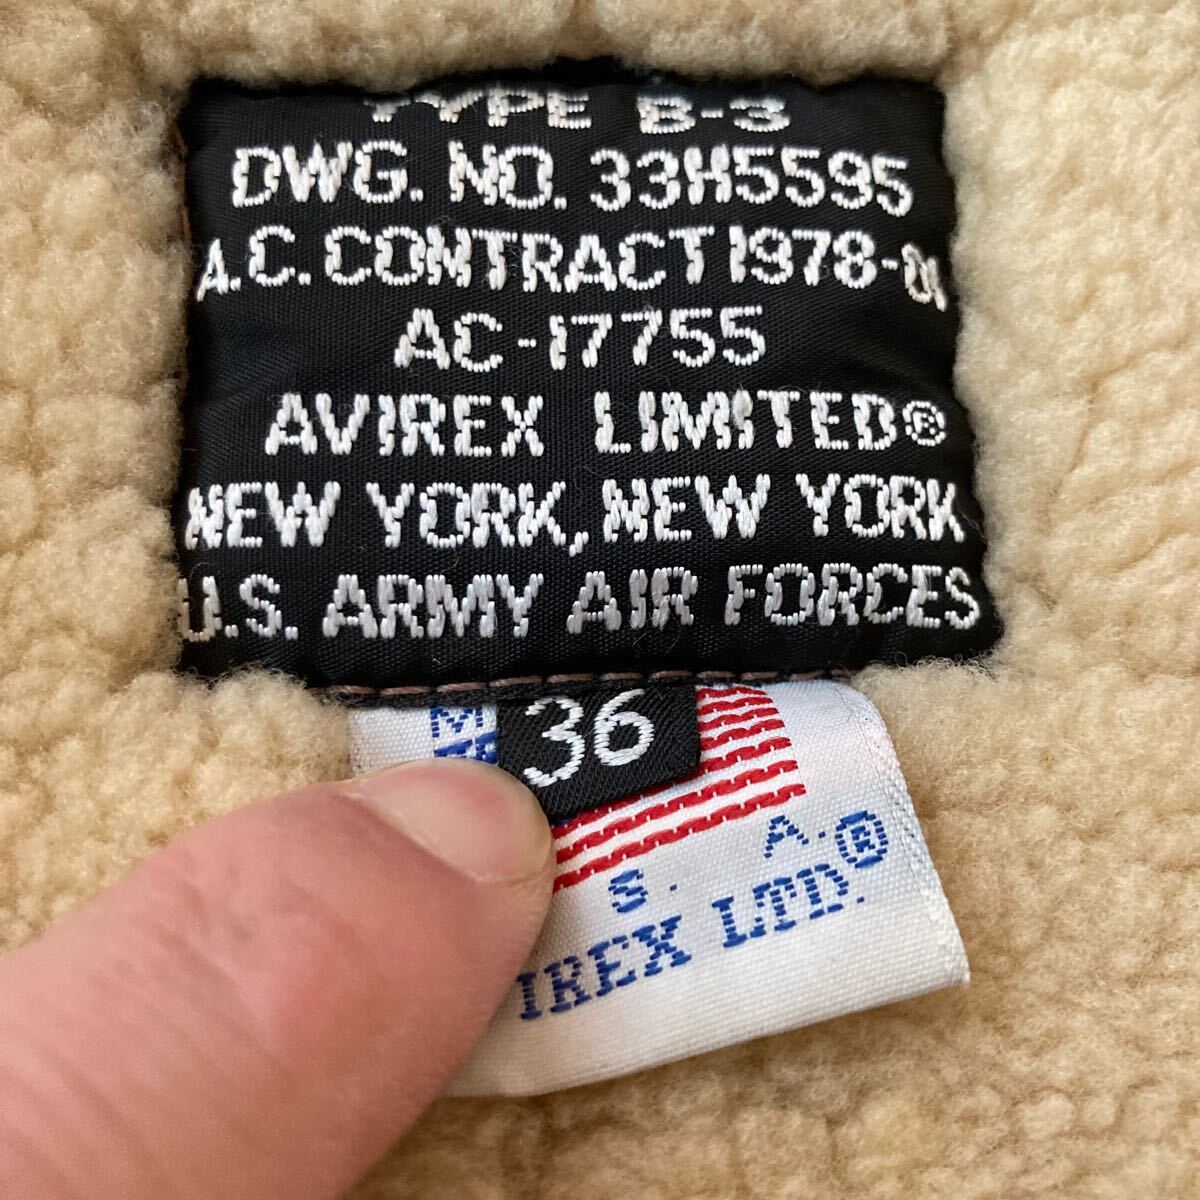 TYPE B-3
DWG. NO. 33H5595
A.C. CONTRACT 1978-01
AC-17755
AVIREX LIMITED®
NEW YORK, NEW YORK
U.S. ARMY AIR FORCES
M
36
S. A.
IREX LTD.®